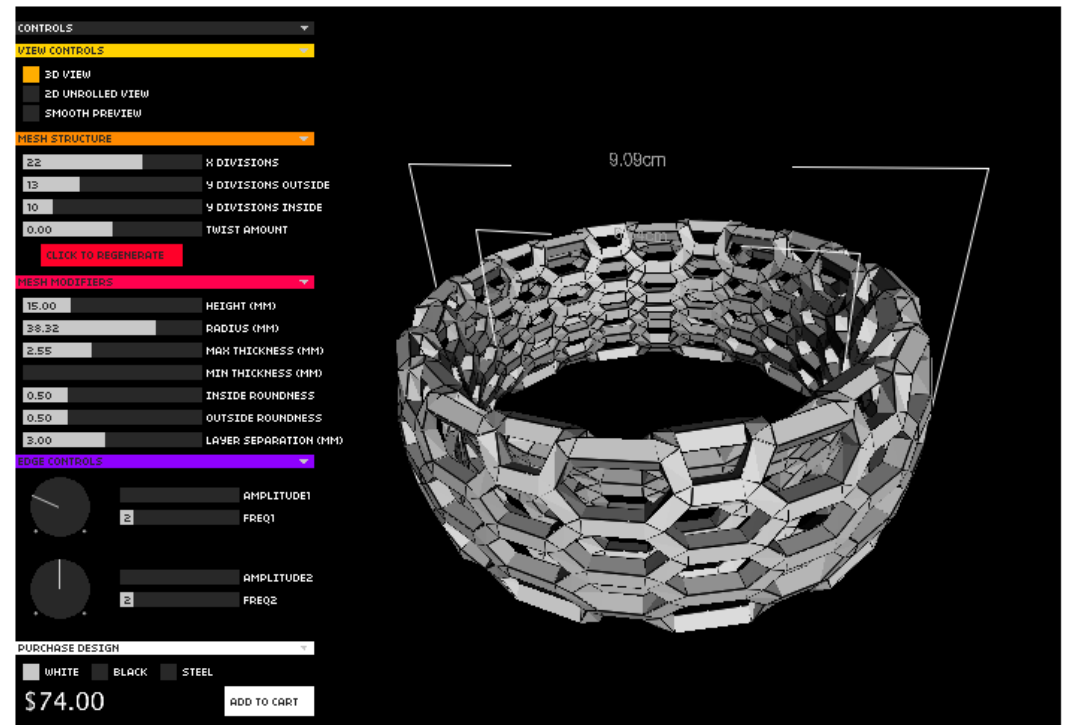 CONTROLS
VIEW CONTROLS
3D VIEW
2D UNROLLED VIEW
SMOOTH PREVIEW
MESH STRUCTURE
22 X DIVISIONS
13 Y DIVISIONS OUTSIDE
10 Y DIVISIONS INSIDE
0.00 TWIST AMOUNT
CLICK TO REGENERATE
MESH MODIFIERS
15.00 HEIGHT (MM)
38.32 RADIUS (MM)
2.55 MAX THICKNESS (MM)
MIN THICKNESS (MM)
0.50 INSIDE ROUNDNESS
0.50 OUTSIDE ROUNDNESS
3.00 LAYER SEPARATION (MM)
EDGE CONTROLS
AMPLITUDE1
2 FREQ1
AMPLITUDE2
2 FREQ2
PURCHASE DESIGN
WHITE BLACK STEEL
$74.00 ADD TO CART
9.09cm